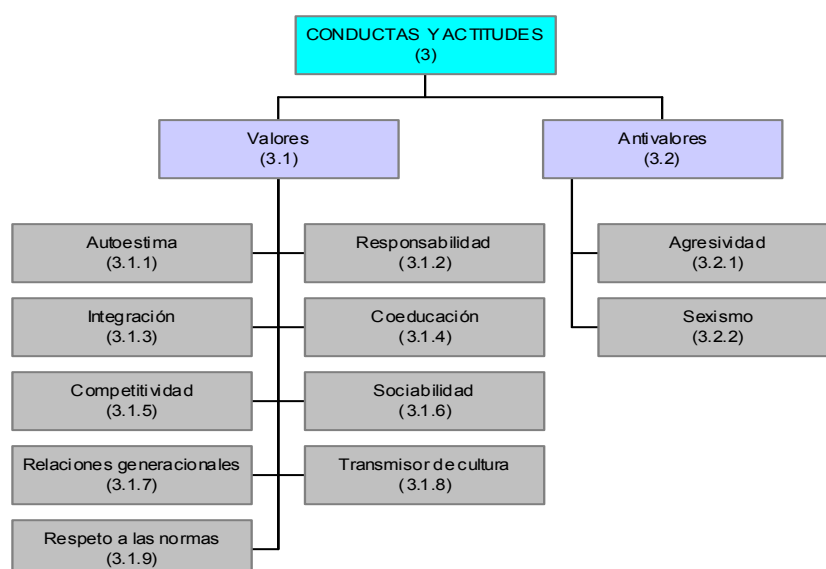 CONDUCTAS Y ACTITUDES
(3)
Valores
(3.1)
Antivalores
(3.2)
Autoestima
(3.1.1)
Responsabilidad
(3.1.2)
Agresividad
(3.2.1)
Integración
(3.1.3)
Coeducación
(3.1.4)
Sexismo
(3.2.2)
Competitividad
(3.1.5)
Sociabilidad
(3.1.6)
Relaciones generacionales
(3.1.7)
Transmisor de cultura
(3.1.8)
Respeto a las normas
(3.1.9)